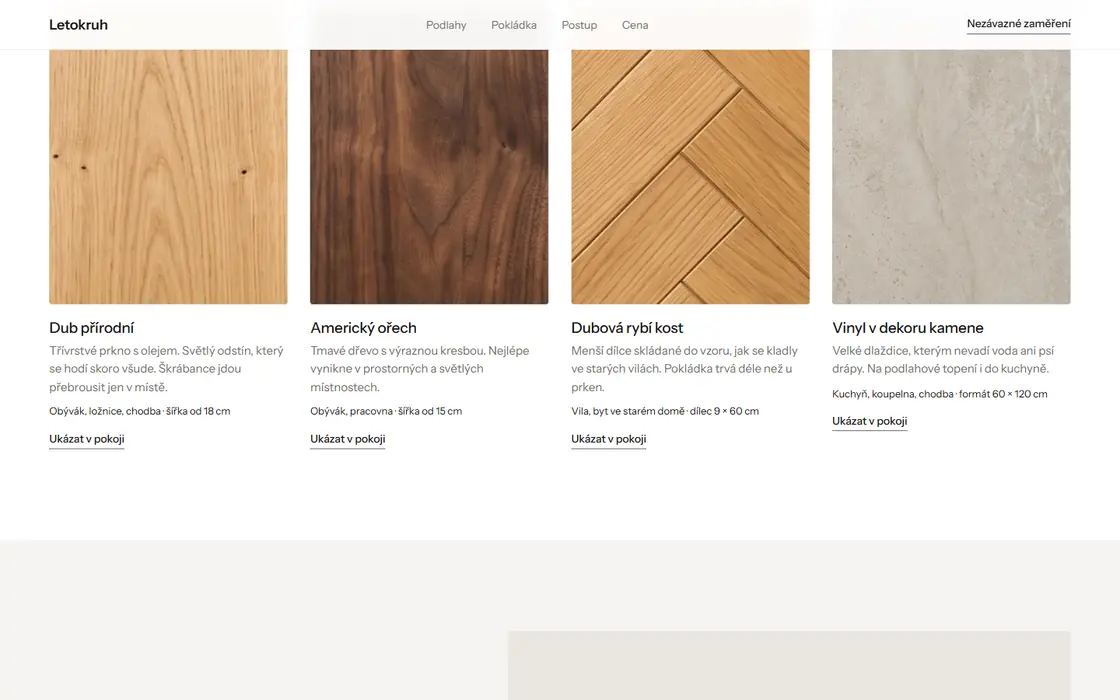 Letokruh
Podlahy
Pokládka
Postup
Cena
Nezávazné zaměření
Dub přírodní
Třívrstvé prkno s olejem. Světlý odstín, který
se hodí skoro všude. Škrábance jdou
přebrousit jen v místě.
Obývák, ložnice, chodba · šířka od 18 cm
Ukázat v pokoji
Americký ořech
Tmavé dřevo s výraznou kresbou. Nejlépe
vynikne v prostorných a světlých
místnostech.
Obývák, pracovna · šířka od 15 cm
Ukázat v pokoji
Dubová rybí kost
Menší dílce skládané do vzoru, jak se kladly
ve starých vilách. Pokládka trvá déle než u
prken.
Vila, byt ve starém domě · dílec 9 × 60 cm
Ukázat v pokoji
Vinyl v dekoru kamene
Velké dlaždice, kterým nevadí voda ani psí
drápy. Na podlahové topení i do kuchyně.
Kuchyň, koupelna, chodba · formát 60 × 120 cm
Ukázat v pokoji